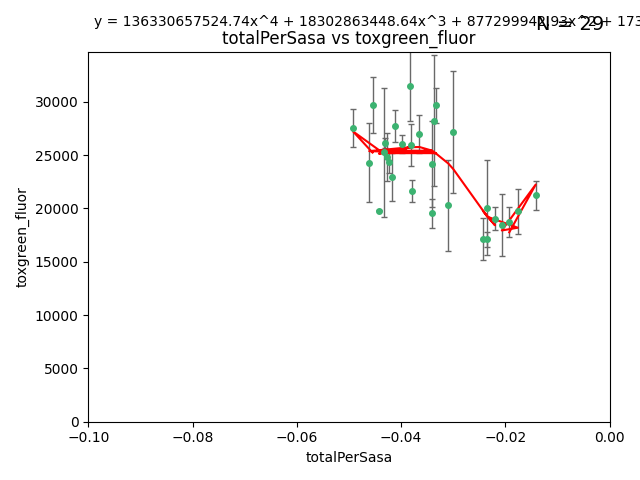 y = 136330657524.74x^4 + 18302863448.64x^3 + + 173
N = 29
totalPerSasa vs toxgreen_fluor
toxgreen_fluor
30000
25000
20000
15000
10000
5000
0
−0.10
−0.08
−0.06
−0.04
−0.02
0.00
totalPerSasa